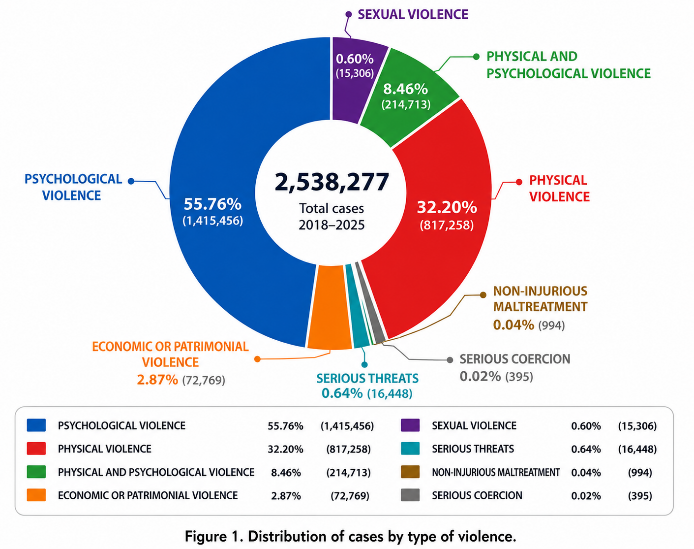 SEXUAL VIOLENCE
0.60%
(15,306)
PHYSICAL AND
PSYCHOLOGICAL VIOLENCE
8.46%
(214,713)
PSYCHOLOGICAL
VIOLENCE
55.76%
(1,415,456)
2,538,277
Total cases
2018–2025
PHYSICAL
VIOLENCE
32.20%
(817,258)
NON-INJURIOUS
MALTREATMENT
0.04% (994)
ECONOMIC OR PATRIMONIAL
VIOLENCE
2.87% (72,769)
SERIOUS THREATS
0.64% (16,448)
SERIOUS COERCION
0.02% (395)
PSYCHOLOGICAL VIOLENCE 55.76% (1,415,456)
PHYSICAL VIOLENCE 32.20% (817,258)
PHYSICAL AND PSYCHOLOGICAL VIOLENCE 8.46% (214,713)
ECONOMIC OR PATRIMONIAL VIOLENCE 2.87% (72,769)
SEXUAL VIOLENCE 0.60% (15,306)
SERIOUS THREATS 0.64% (16,448)
NON-INJURIOUS MALTREATMENT 0.04% (994)
SERIOUS COERCION 0.02% (395)
Figure 1. Distribution of cases by type of violence.